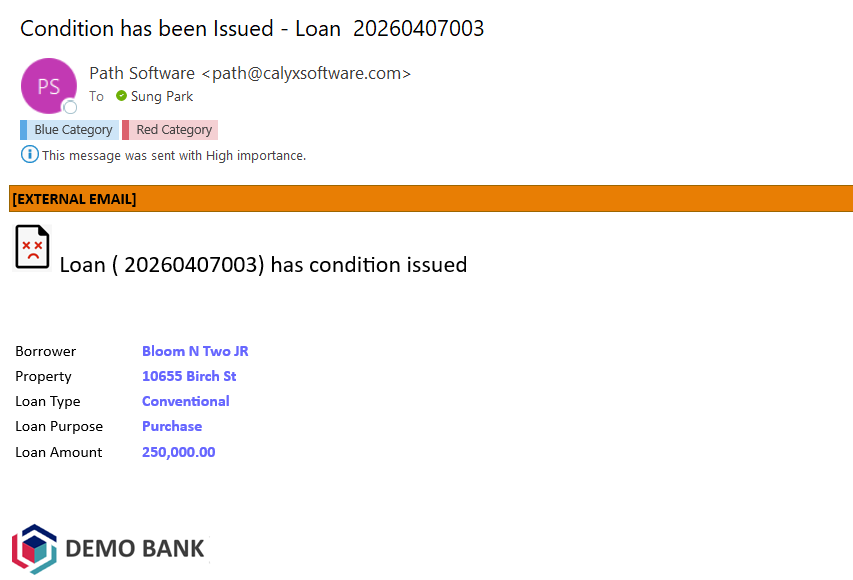 Condition has been Issued - Loan  20260407003
PS
Path Software <path@calyxsoftware.com>
To Sung Park
Blue Category Red Category
This message was sent with High importance.
[EXTERNAL EMAIL]
Loan ( 20260407003) has condition issued
Borrower Bloom N Two JR
Property 10655 Birch St
Loan Type Conventional
Loan Purpose Purchase
Loan Amount 250,000.00
DEMO BANK